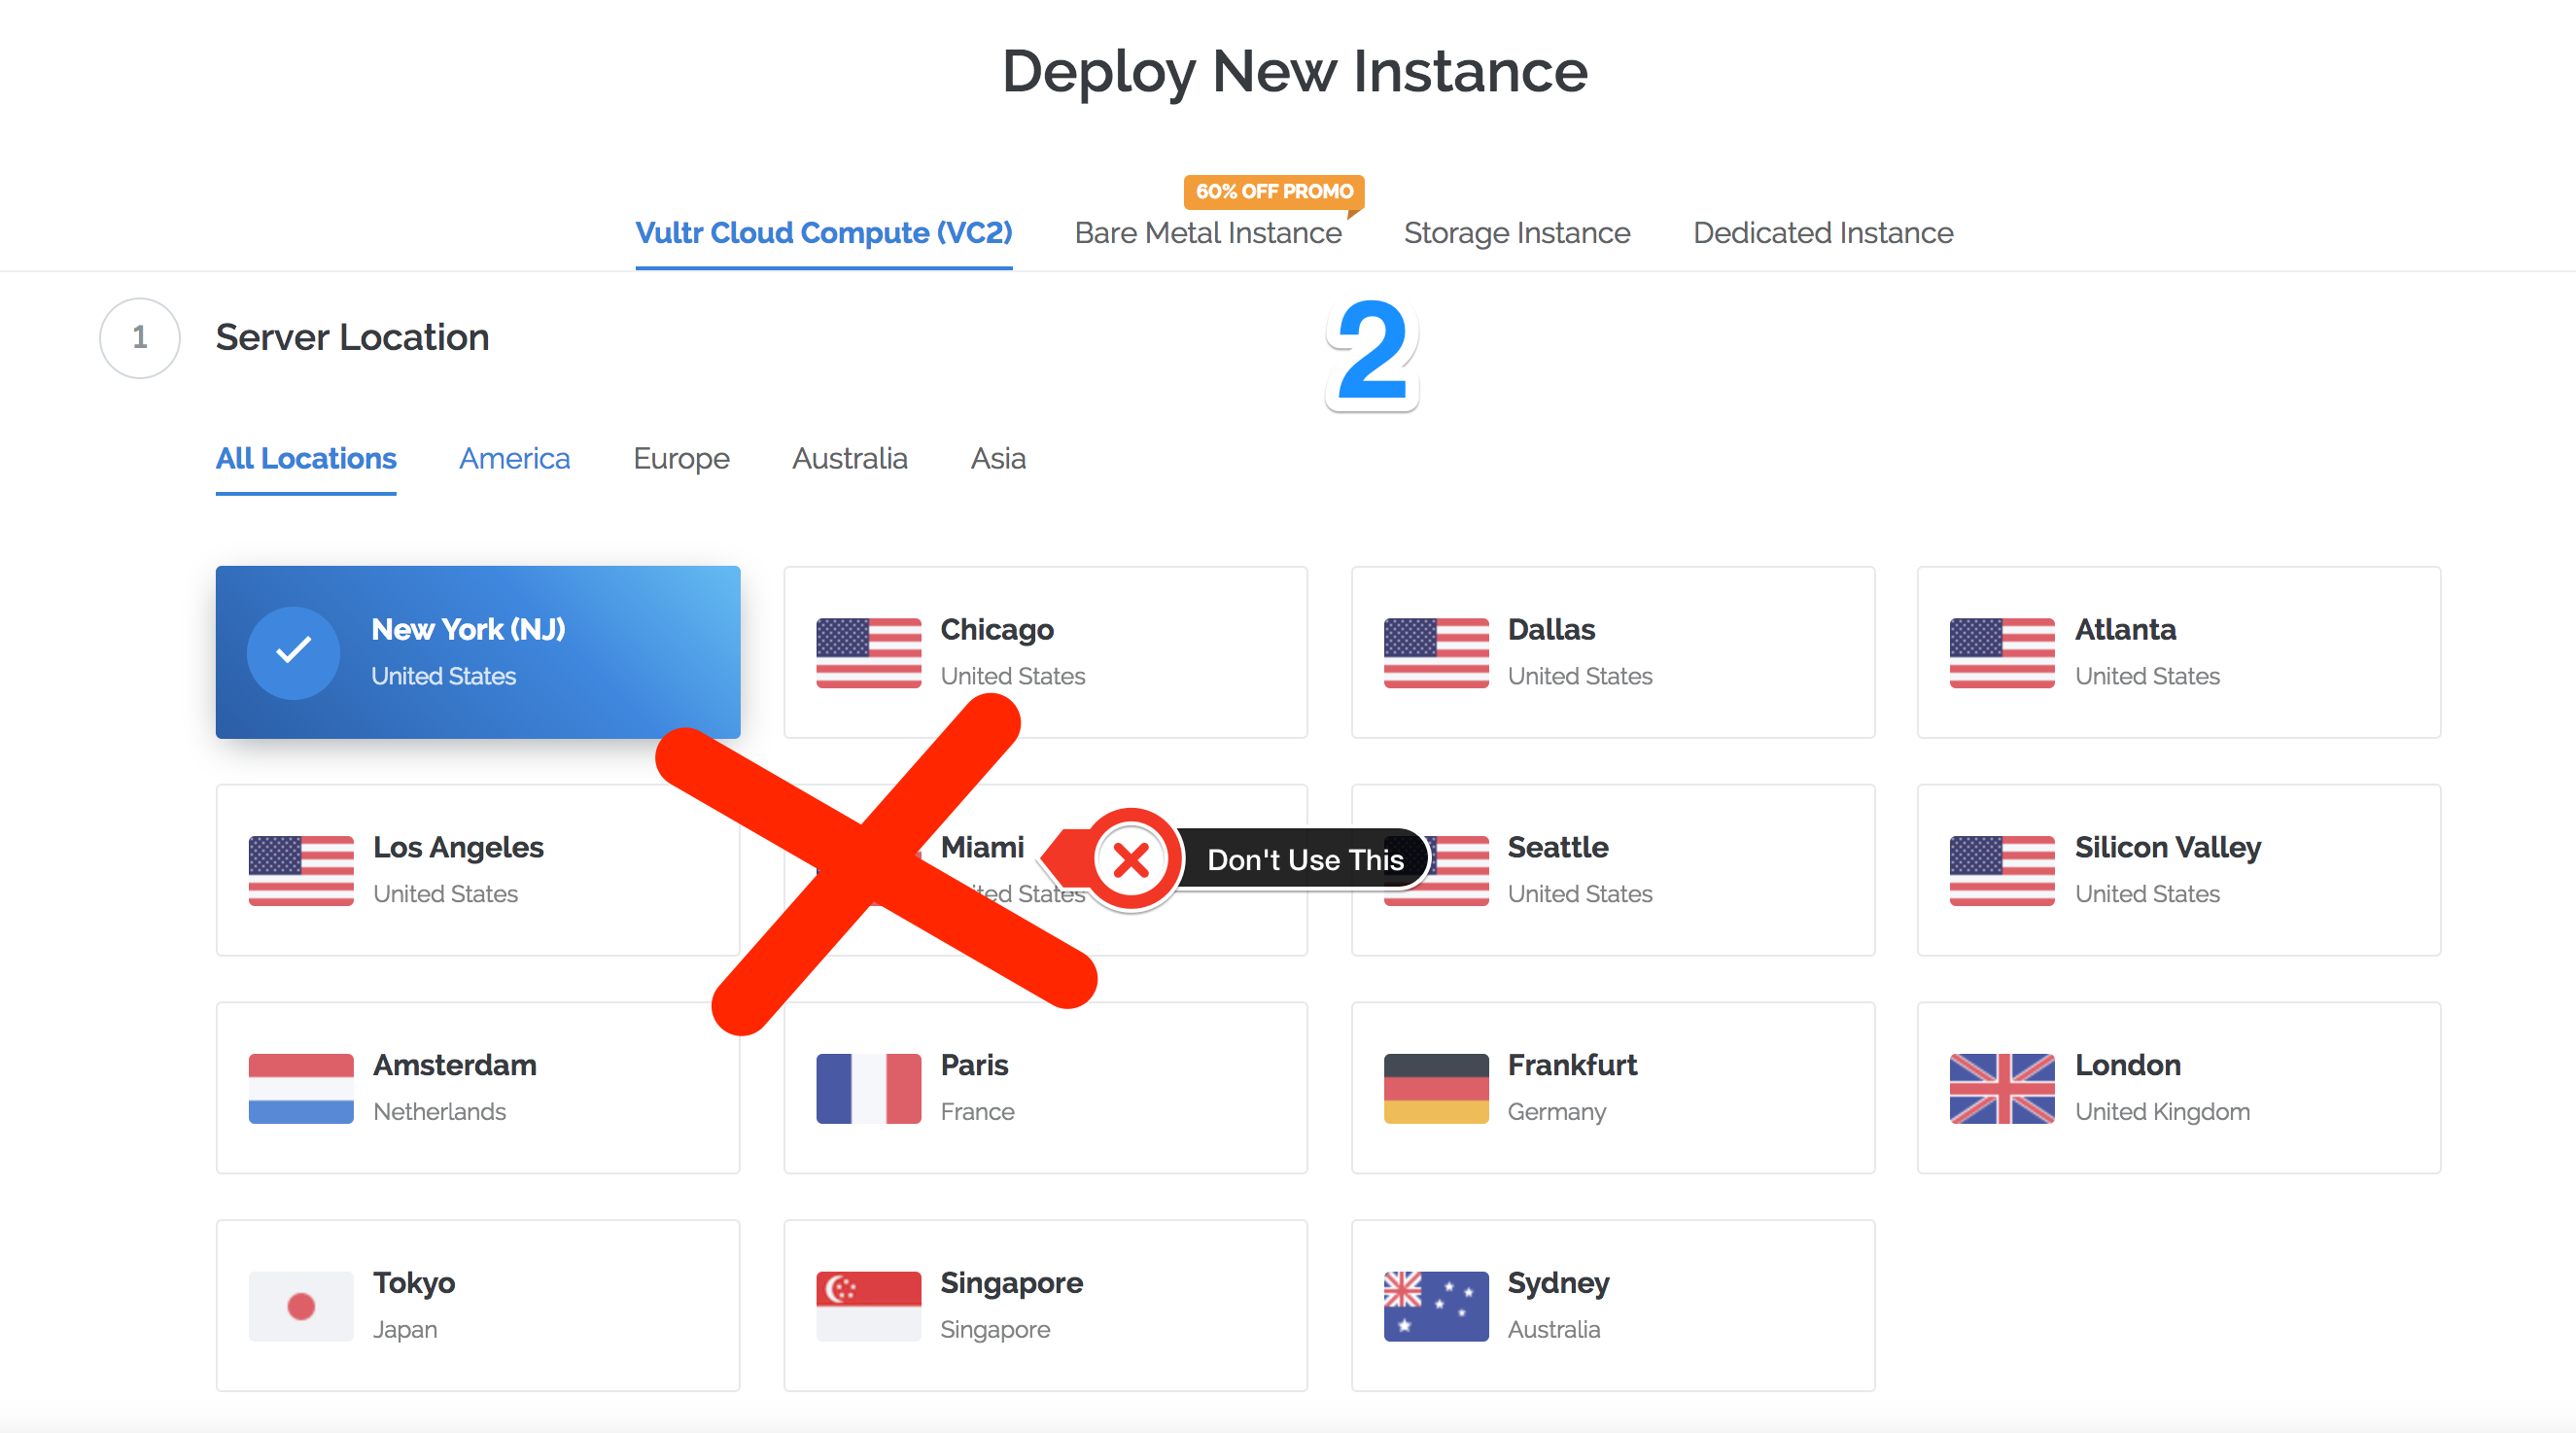 Deploy New Instance
60% OFF PROMO
Vultr Cloud Compute (VC2)
Bare Metal Instance
Storage Instance
Dedicated Instance
1
Server Location
2
All Locations
America
Europe
Australia
Asia
New York (NJ)
United States
Chicago
United States
Dallas
United States
Atlanta
United States
Los Angeles
United States
Miami
States
Don't Use This
Seattle
United States
Silicon Valley
United States
Amsterdam
Netherlands
Paris
France
Frankfurt
Germany
London
United Kingdom
Tokyo
Japan
Singapore
Singapore
Sydney
Australia